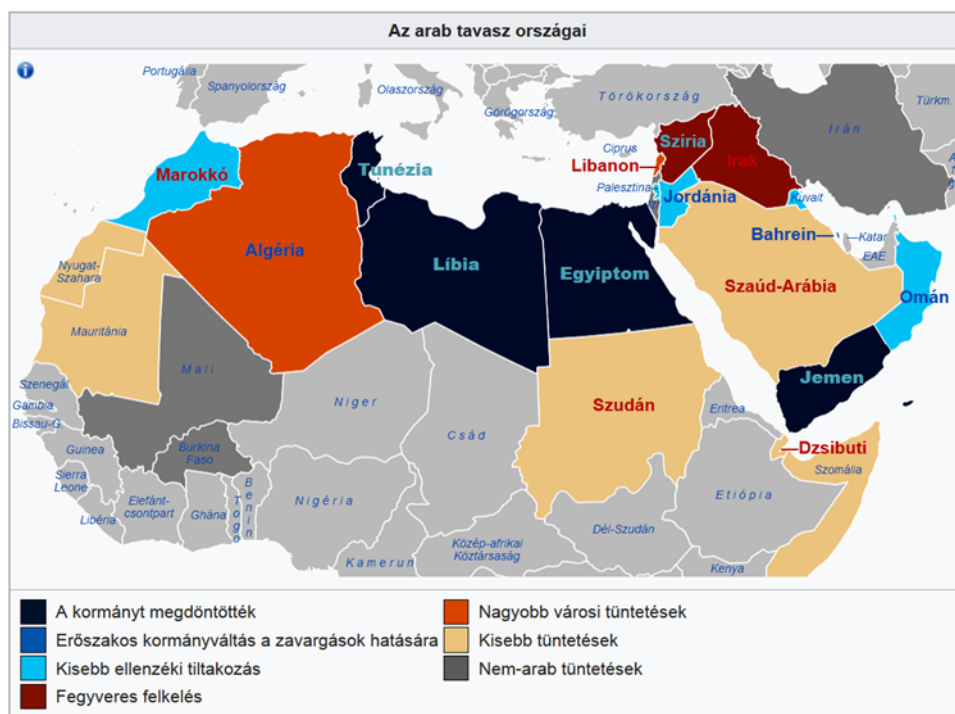 Az arab tavasz országai
Portugália
Spanyolország
Olaszország
Görögország
Törökország
Türkm.
Ciprus
Szíria
Irak
Irán
Libanon
Palesztina
Jordánia
Kuvait
Marokkó
Tunézia
Algéria
Líbia
Egyiptom
Bahrein
Katar
EAE
Szaúd-Arábia
Omán
Nyugat-
Szahara
Mauritánia
Mali
Niger
Csád
Szudán
Eritrea
Jemen
Dzsibuti
Szomália
Szenegál
Gambia
Bissau-G.
Guinea
Sierra
Leone
Libéria
Elefánt-
csontpart
Burkina
Faso
Ghána
Togo
Benin
Nigéria
Kamerun
Közép-afrikai
Köztársaság
Dél-Szudán
Etiópia
Kenya
A kormányt megdöntötték
Erőszakos kormányváltás a zavargások hatására
Kisebb ellenzéki tiltakozás
Fegyveres felkelés
Nagyobb városi tüntetések
Kisebb tüntetések
Nem-arab tüntetések